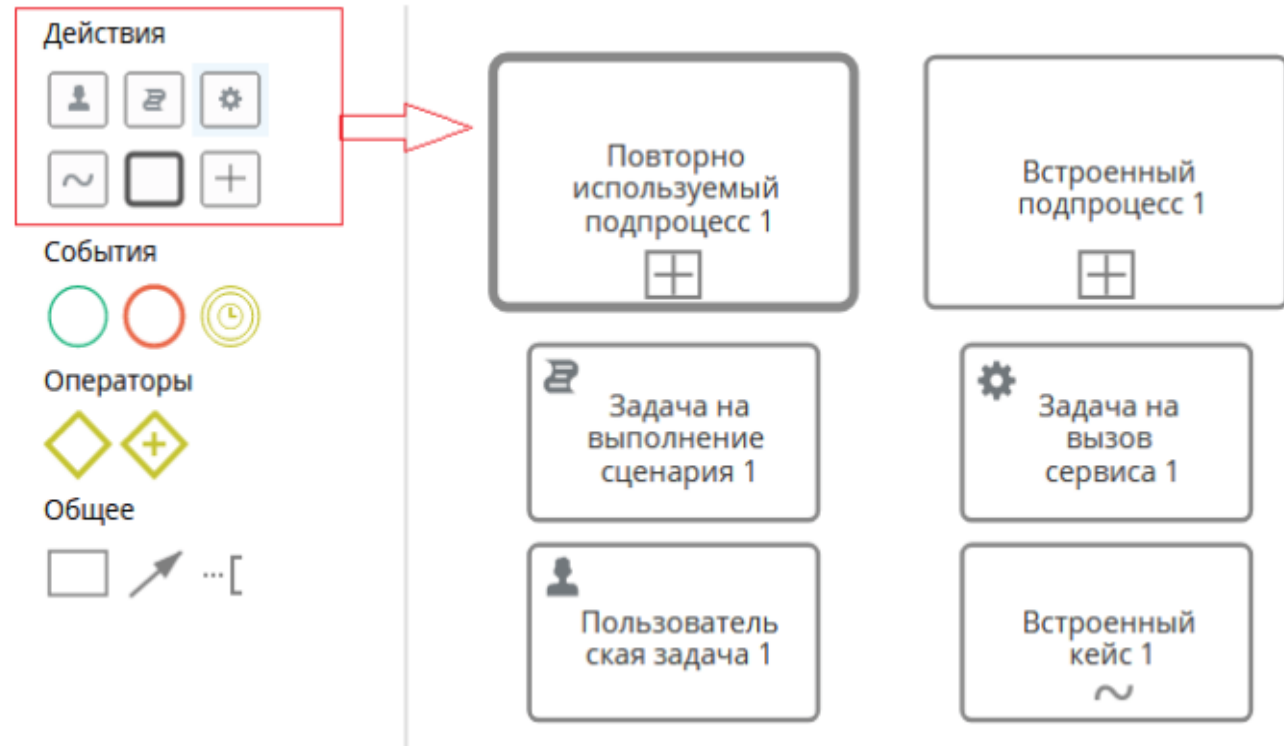 Действия
События
Операторы
Общее
Повторно
используемый
подпроцесс 1
Встроенный
подпроцесс 1
Задача на
выполнение
сценария 1
Задача на
вызов
сервиса 1
Пользователь
ская задача 1
Встроенный
кейс 1